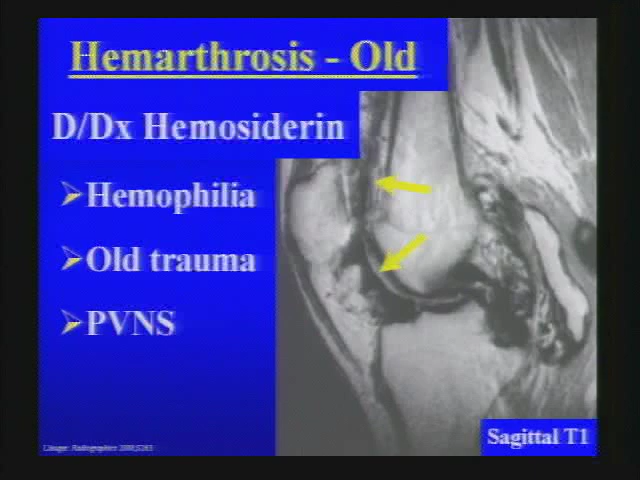 Hemarthrosis - Old
D/Dx Hemosiderin
Hemophilia
Old trauma
PVNS
Sagittal T1